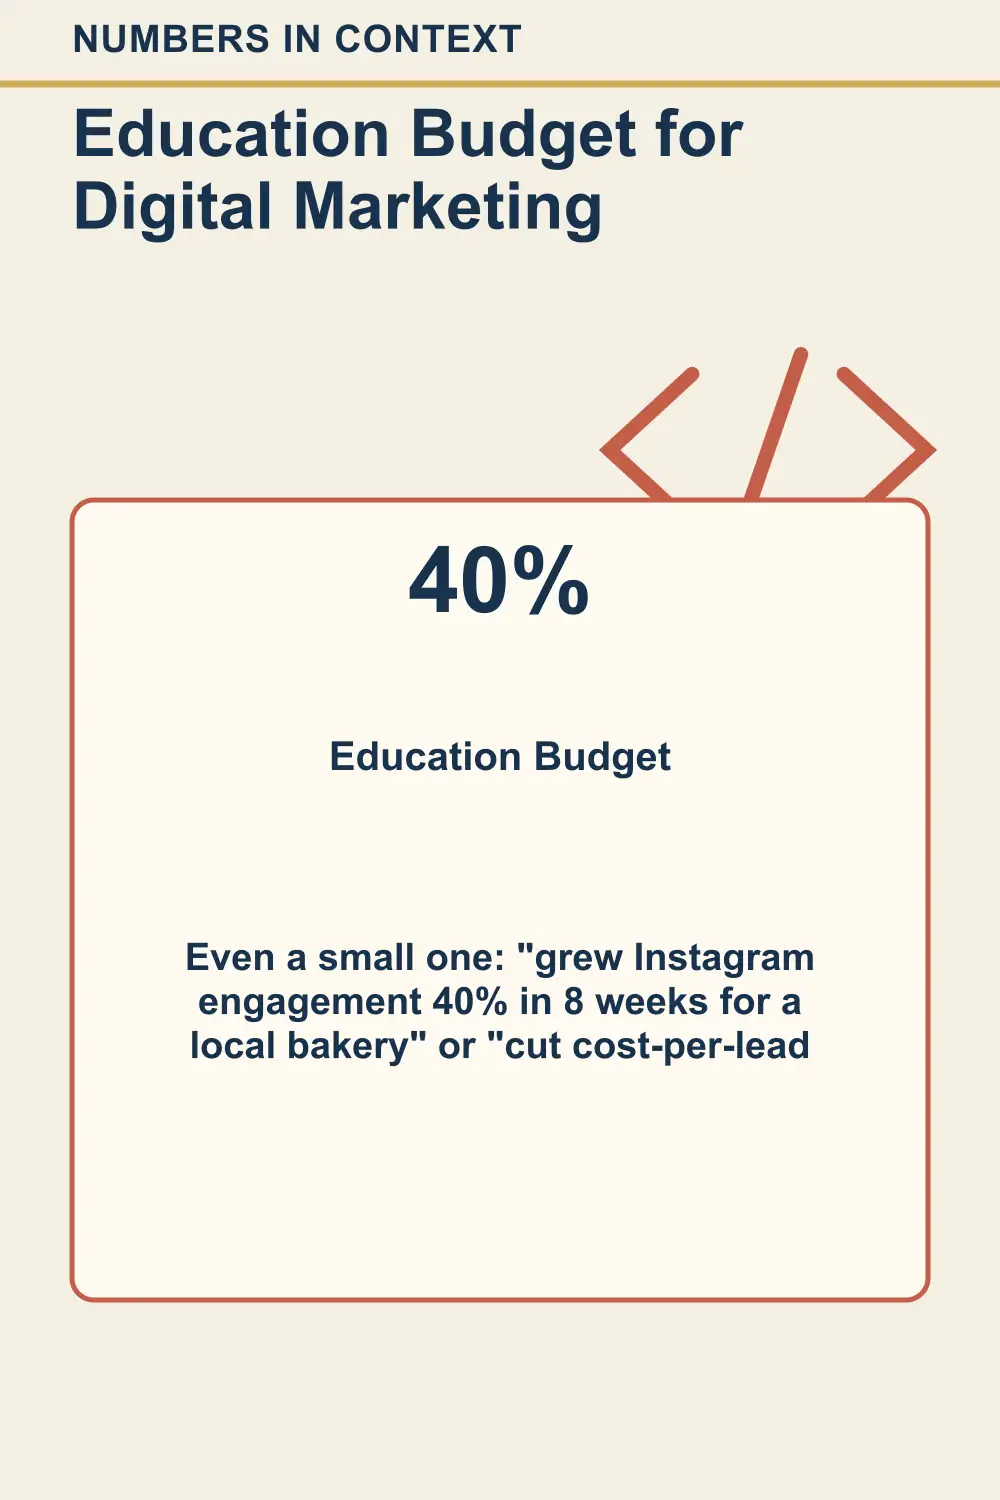 NUMBERS IN CONTEXT
Education Budget for
Digital Marketing
40%
Education Budget
Even a small one: "grew Instagram
engagement 40% in 8 weeks for a
local bakery" or "cut cost-per-lead